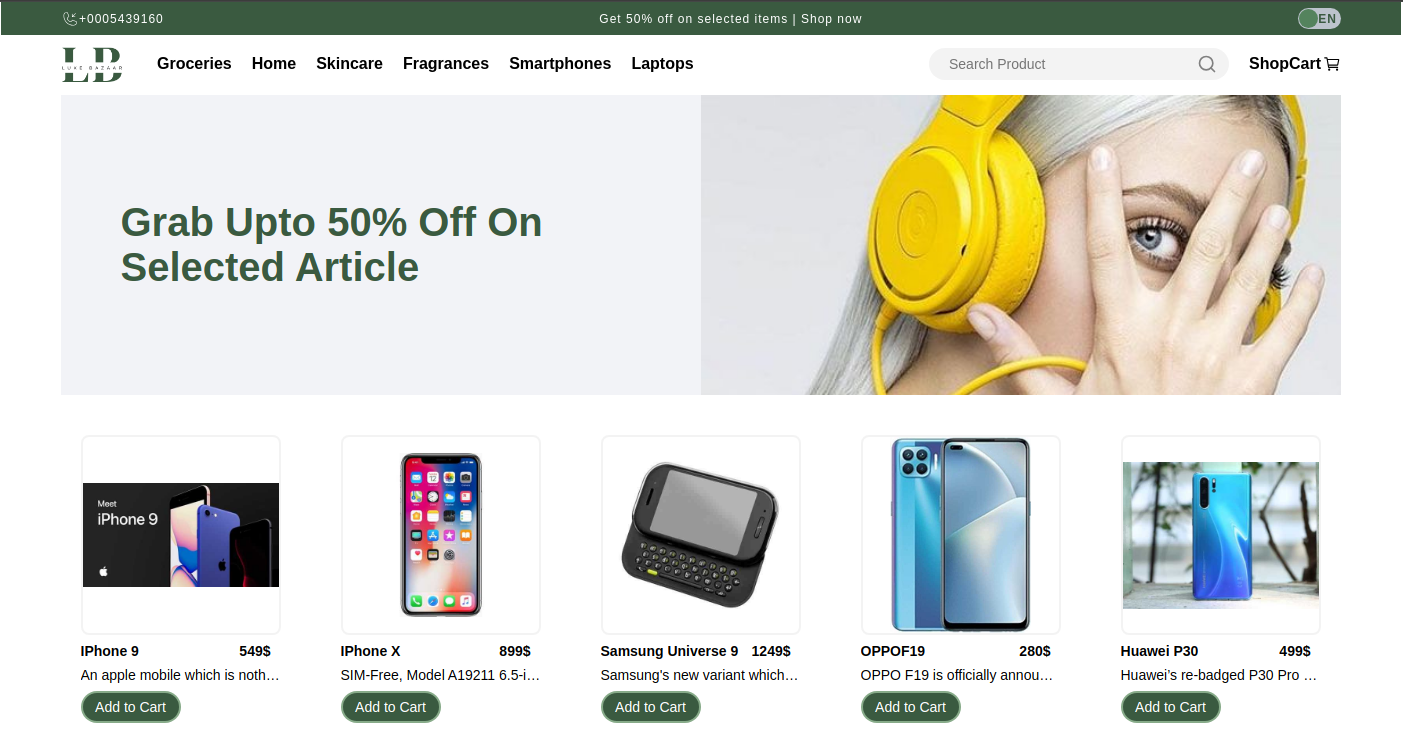 +0005439160
Get 50% off on selected items | Shop now
EN
LB
LUXE BAZAAR
Groceries Home Skincare Fragrances Smartphones Laptops
Search Product
ShopCart
Grab Upto 50% Off On
Selected Article
Meet
iPhone 9
IPhone 9 549$
An apple mobile which is noth…
Add to Cart
IPhone X 899$
SIM-Free, Model A19211 6.5-i…
Add to Cart
Samsung Universe 9 1249$
Samsung's new variant which…
Add to Cart
OPPOF19 280$
OPPO F19 is officially annou…
Add to Cart
Huawei P30 499$
Huawei’s re-badged P30 Pro …
Add to Cart